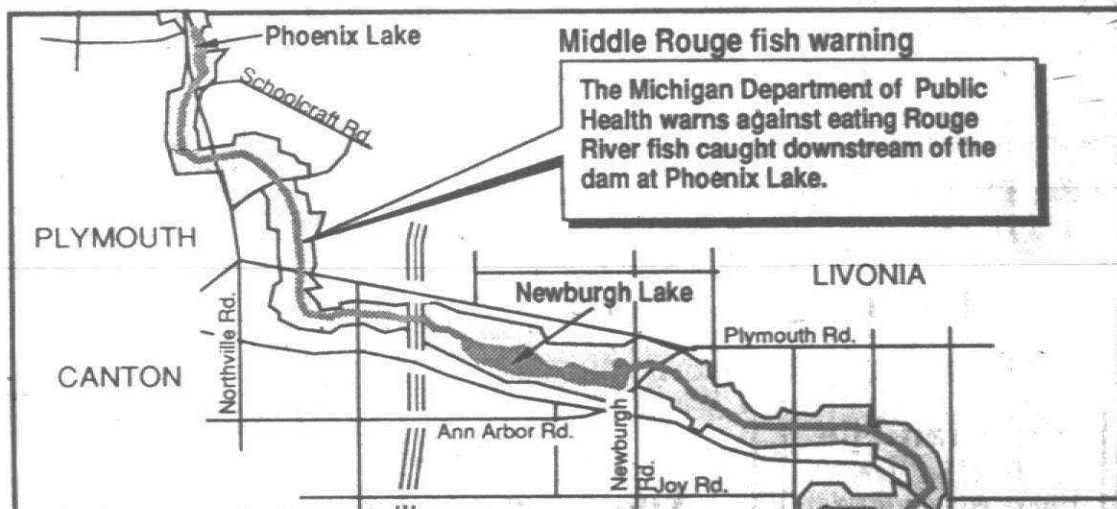 Phoenix Lake
Middle Rouge fish warning
The Michigan Department of Public
Health warns against eating Rouge
River fish caught downstream of the
dam at Phoenix Lake.
Schoolcraft Rd.
PLYMOUTH
LIVONIA
Newburgh Lake
Northville Rd.
Plymouth Rd.
CANTON
Ann Arbor Rd.
Newburgh
Rd.
Joy Rd.